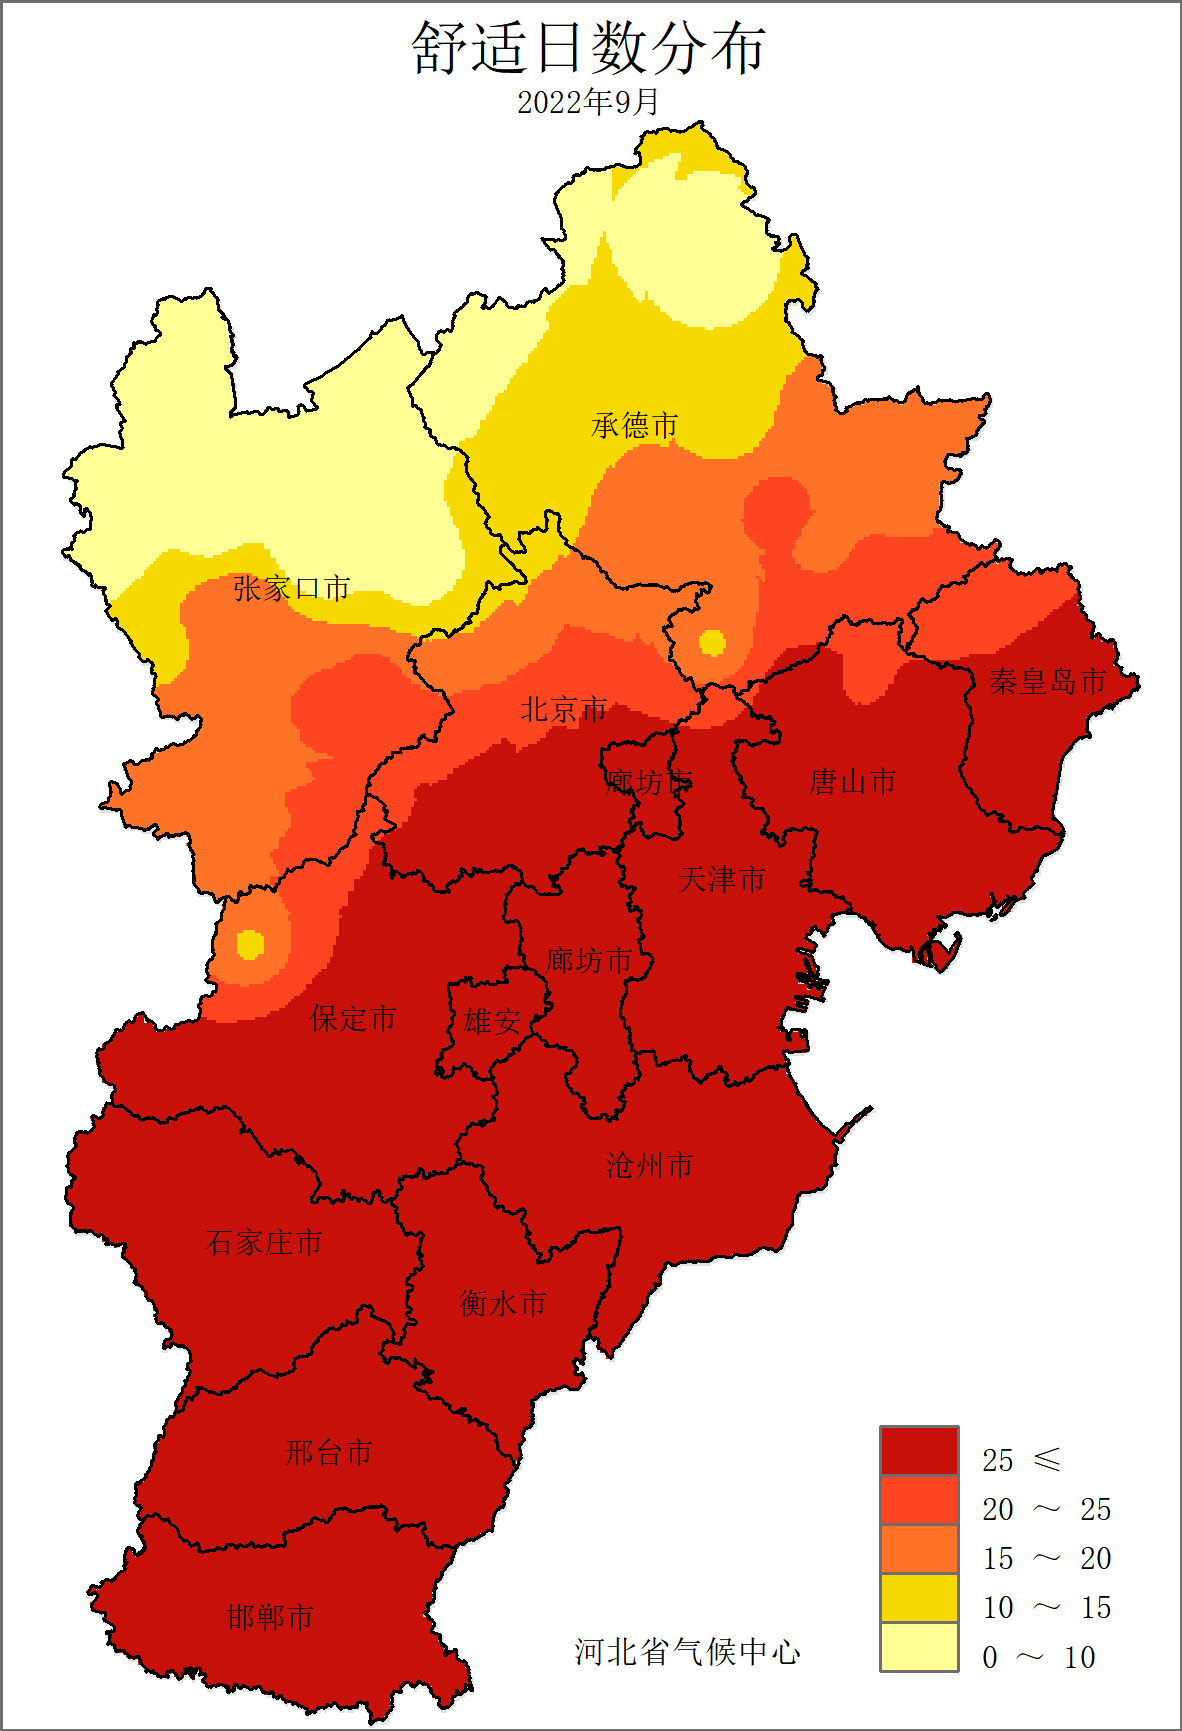 舒适日数分布
2022年9月
承德市
张家口市
秦皇岛市
北京市
廊坊市
唐山市
天津市
廊坊市
保定市
雄安
沧州市
石家庄市
衡水市
邢台市
邯郸市
25 ≤
20 ～ 25
15 ～ 20
10 ～ 15
0 ～ 10
河北省气候中心